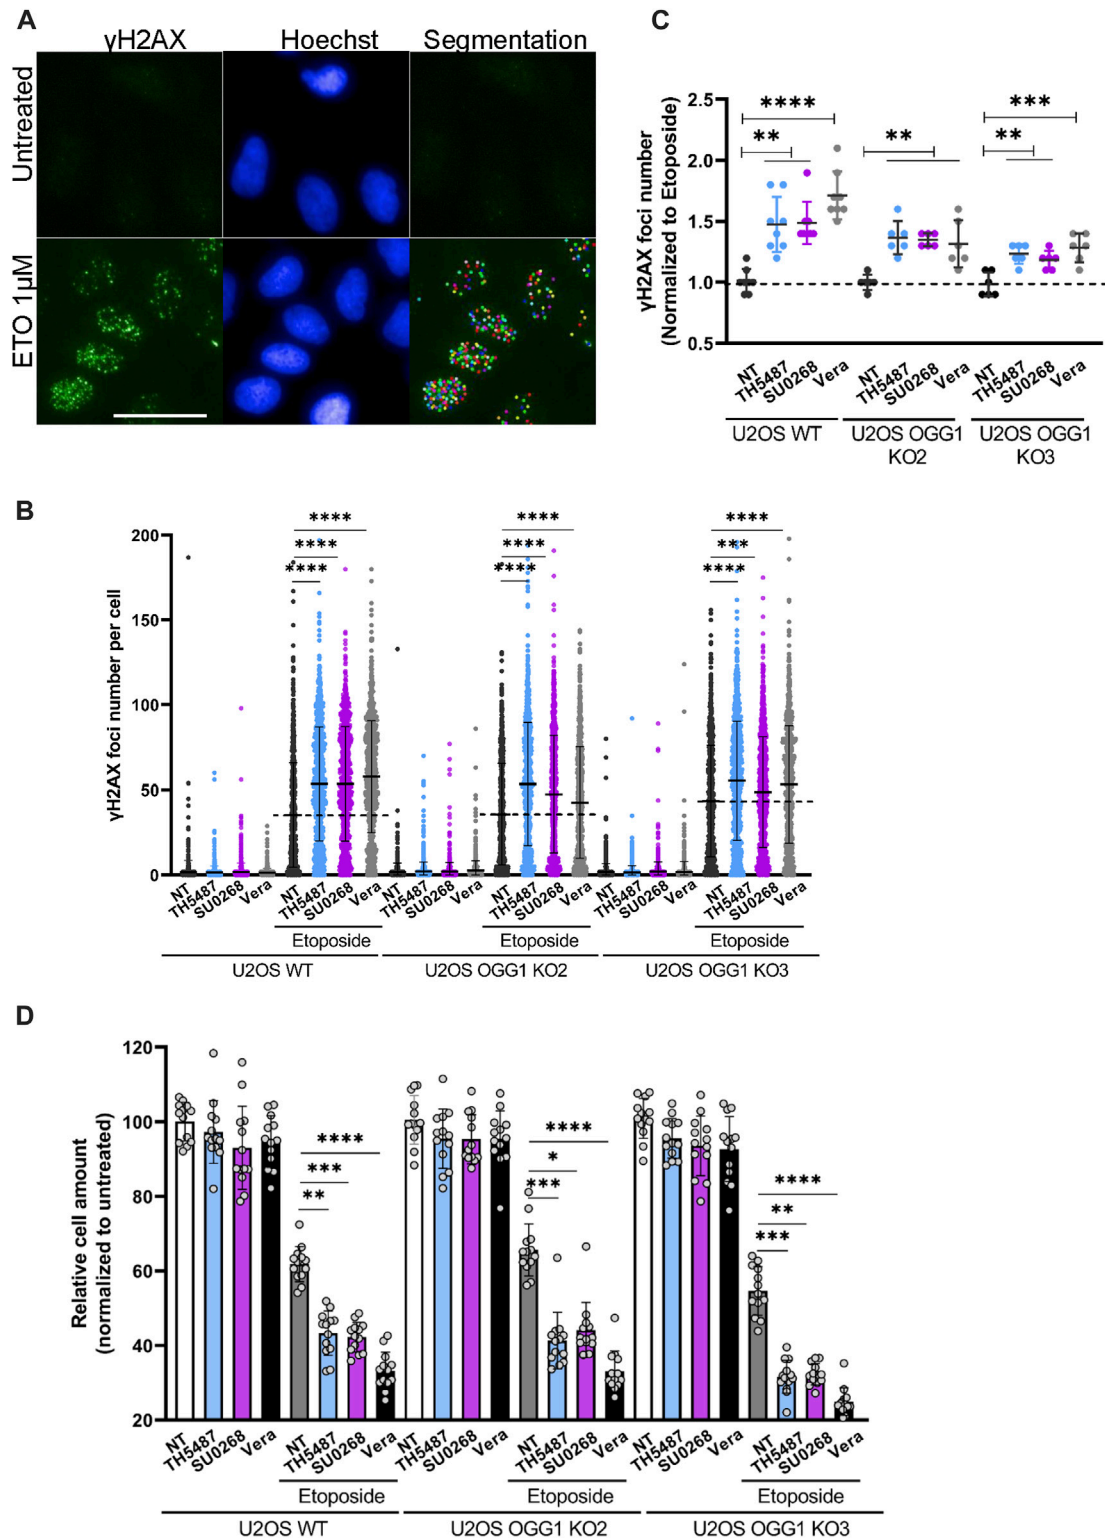 A
γH2AX Hoechst Segmentation
Untreated
ETO 1µM
C
γH2AX foci number
(Normalized to Etoposide)
2.5
2.0
1.5
1.0
0.5
**** ** ** *** **
NT TH5487 SU0268 Vera NT TH5487 SU0268 Vera NT TH5487 SU0268 Vera
U2OS WT U2OS OGG1 KO2 U2OS OGG1 KO3
B
γH2AX foci number per cell
200
150
100
50
0
**** **** ****
**** **** ***
**** **** ****
NT TH5487 SU0268 Vera NT TH5487 SU0268 Vera NT TH5487 SU0268 Vera NT TH5487 SU0268 Vera NT TH5487 SU0268 Vera NT TH5487 SU0268 Vera
Etoposide Etoposide Etoposide
U2OS WT U2OS OGG1 KO2 U2OS OGG1 KO3
D
Relative cell amount
(normalized to untreated)
120
100
80
60
40
20
**** **** ****
*** * **
** *** ***
NT TH5487 SU0268 Vera NT TH5487 SU0268 Vera NT TH5487 SU0268 Vera NT TH5487 SU0268 Vera NT TH5487 SU0268 Vera NT TH5487 SU0268 Vera
Etoposide Etoposide Etoposide
U2OS WT U2OS OGG1 KO2 U2OS OGG1 KO3